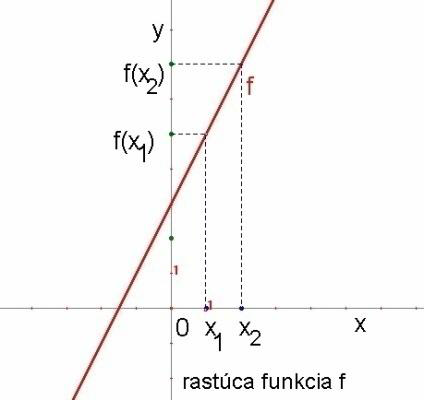 y
f(x₂)
f
f(x₁)
1
1
0 x₁ x₂ x
rastúca funkcia f